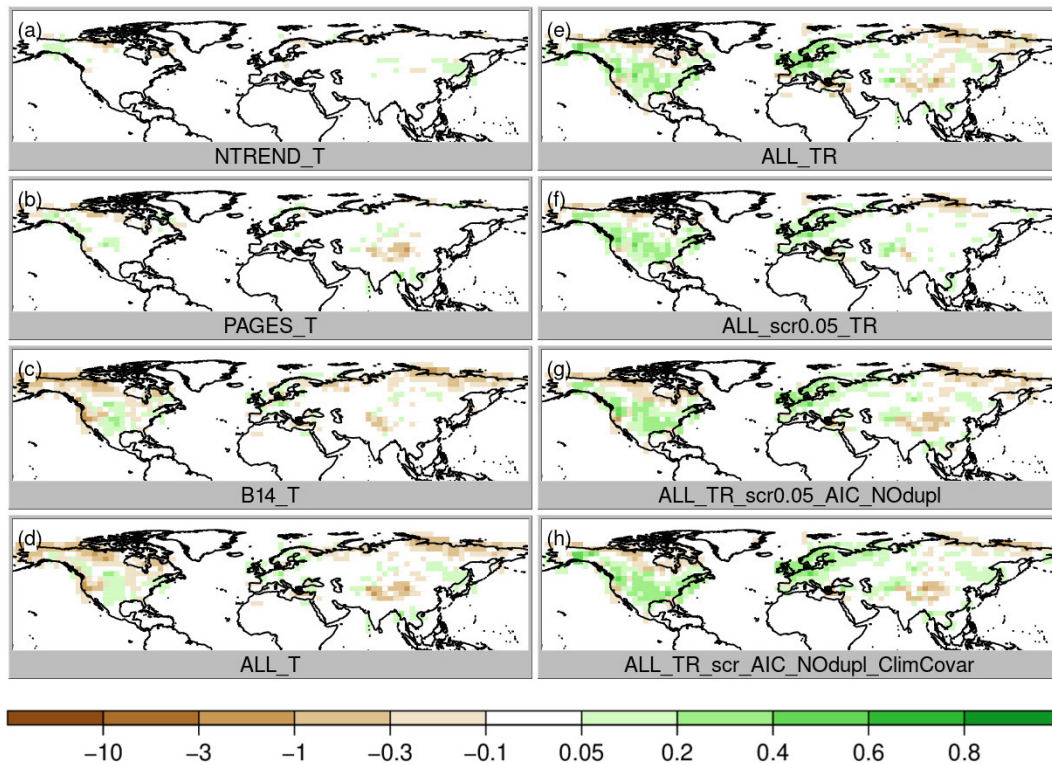 (a)
NTREND_T
(b)
PAGES_T
(c)
B14_T
(d)
ALL_T
(e)
ALL_TR
(f)
ALL_scr0.05_TR
(g)
ALL_TR_scr0.05_AIC_NOdupl
(h)
ALL_TR_scr_AIC_NOdupl_ClimCovar
−10 −3 −1 −0.3 −0.1 0.05 0.2 0.4 0.6 0.8